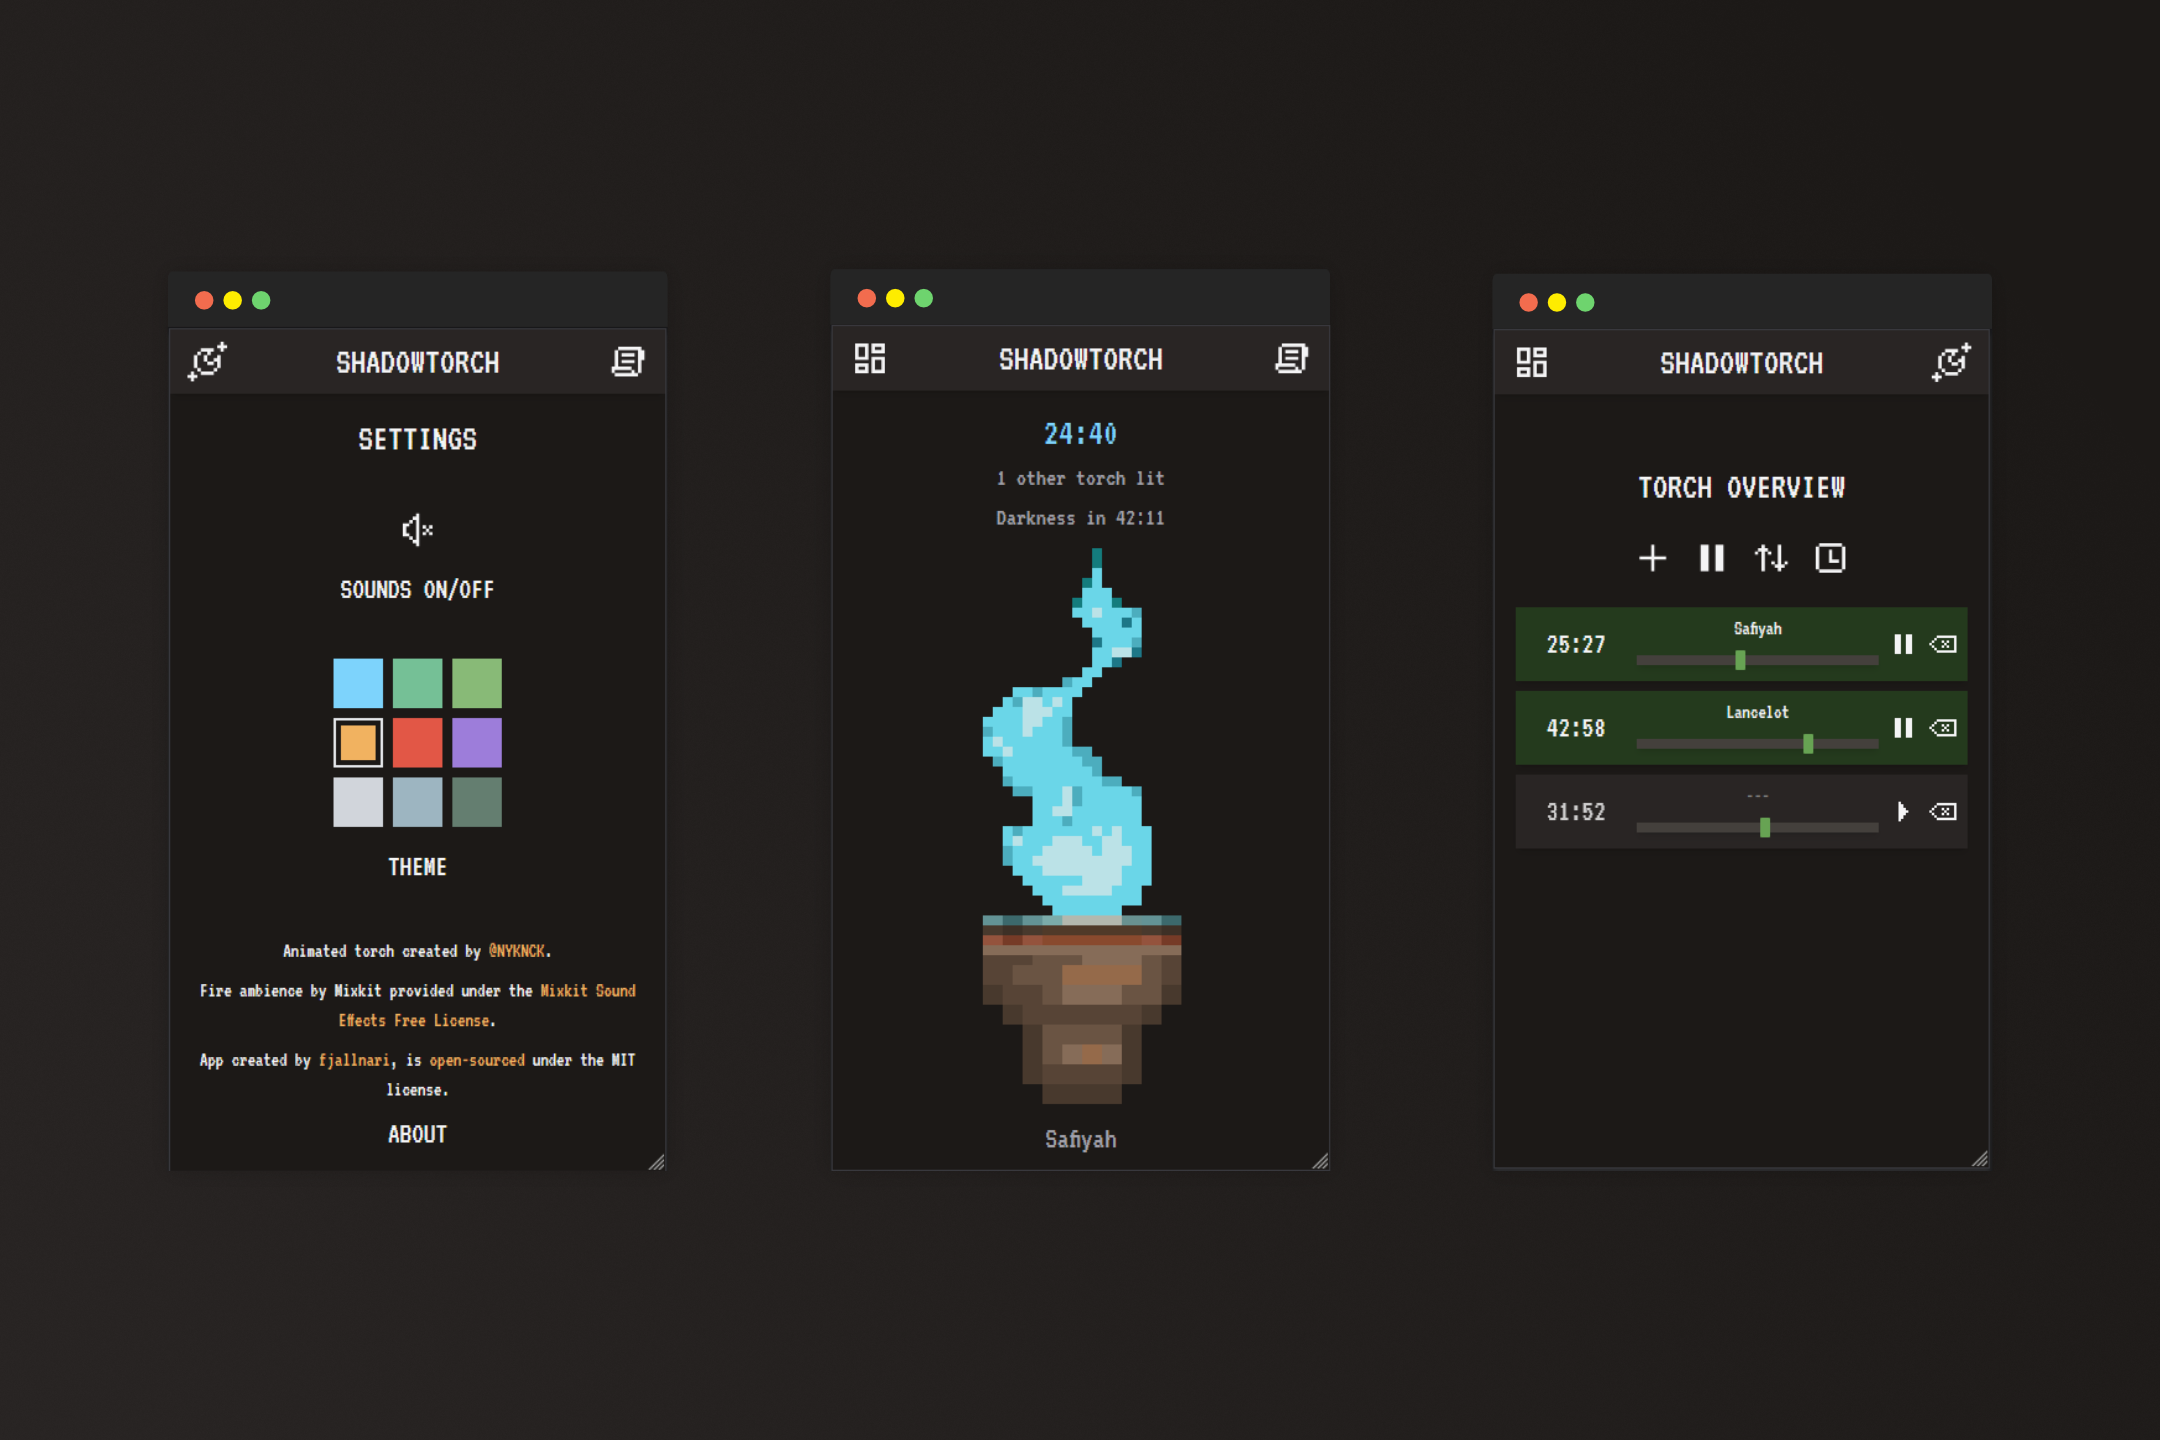 SHADOWTORCH
SETTINGS
SOUNDS ON/OFF
THEME
Animated torch created by @NYKNCK.
Fire ambience by Mixkit provided under the Mixkit Sound
Effects Free License.
App created by fjallnari, is open-sourced under the MIT
license.
ABOUT
SHADOWTORCH
24:40
1 other torch lit
Darkness in 42:11
Safiyah
SHADOWTORCH
TORCH OVERVIEW
Safiyah
25:27
Lancelot
42:58
---
31:52